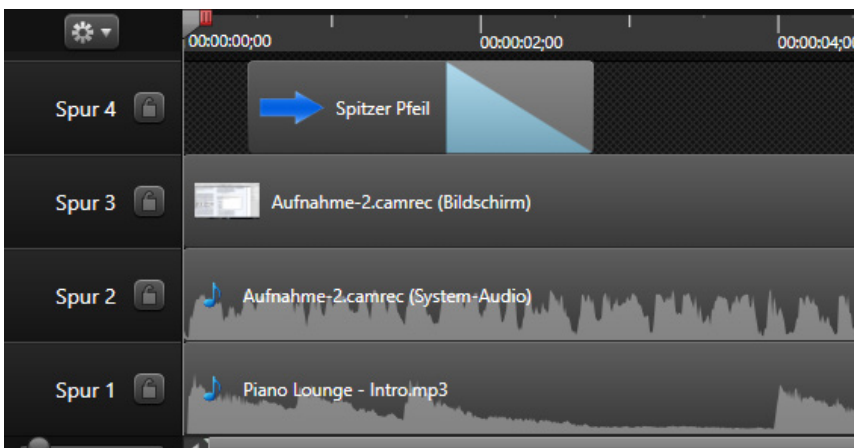 00:00:00;00 00:00:02;00 00:00:04;00
Spur 4 Spitzer Pfeil
Spur 3 Aufnahme-2.camrec (Bildschirm)
Spur 2 Aufnahme-2.camrec (System-Audio)
Spur 1 Piano Lounge - Intro.mp3